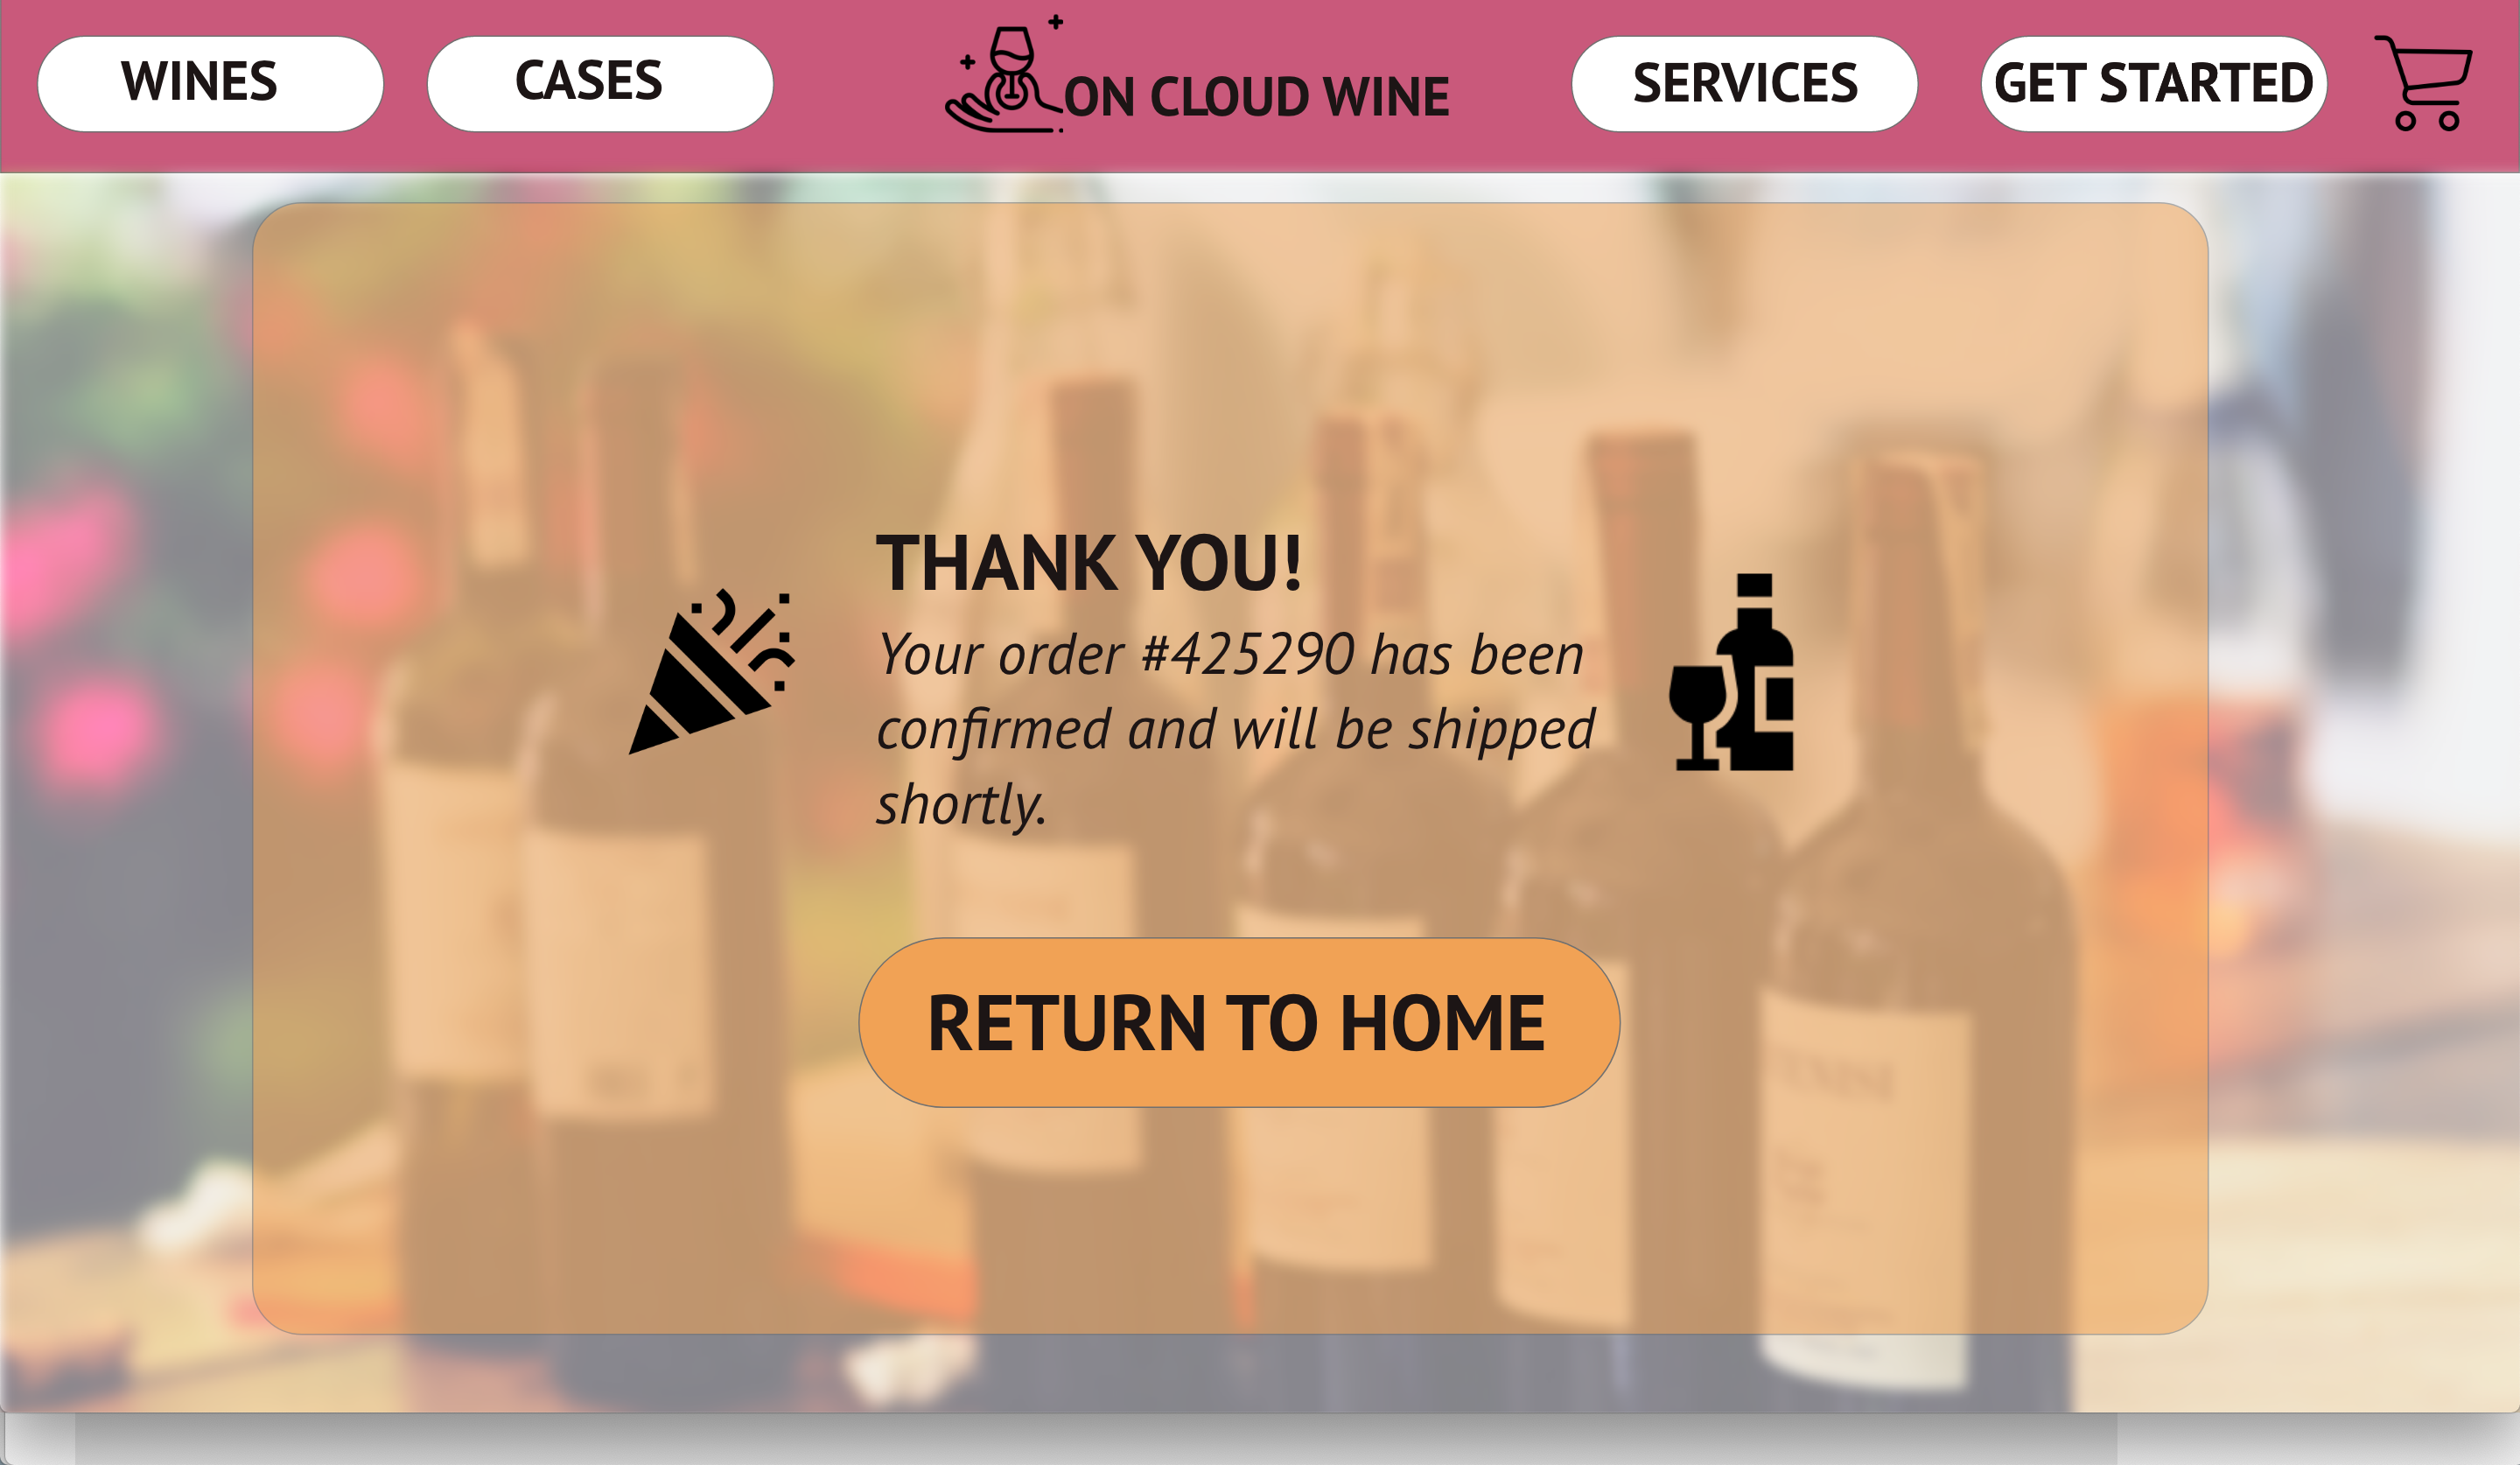 WINES
CASES
ON CLOUD WINE
SERVICES
GET STARTED
THANK YOU!
Your order #425290 has been
confirmed and will be shipped
shortly.
RETURN TO HOME